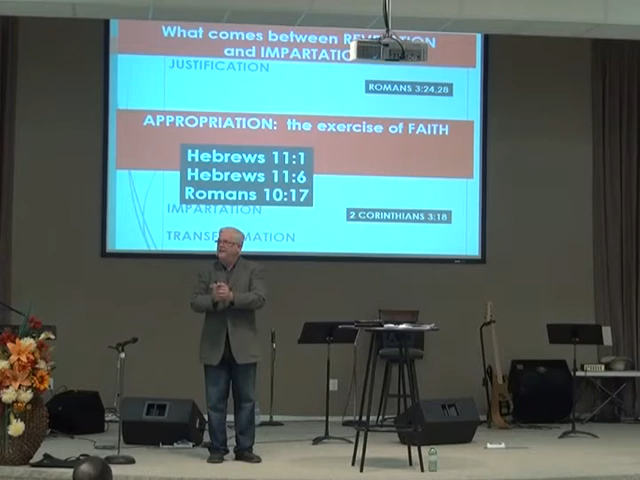 What comes between REVELATION
and IMPARTATION
JUSTIFICATION
ROMANS 3:24,28
APPROPRIATION: the exercise of FAITH
Hebrews 11:1
Hebrews 11:6
Romans 10:17
IMPARTATION
2 CORINTHIANS 3:18
TRANSFORMATION